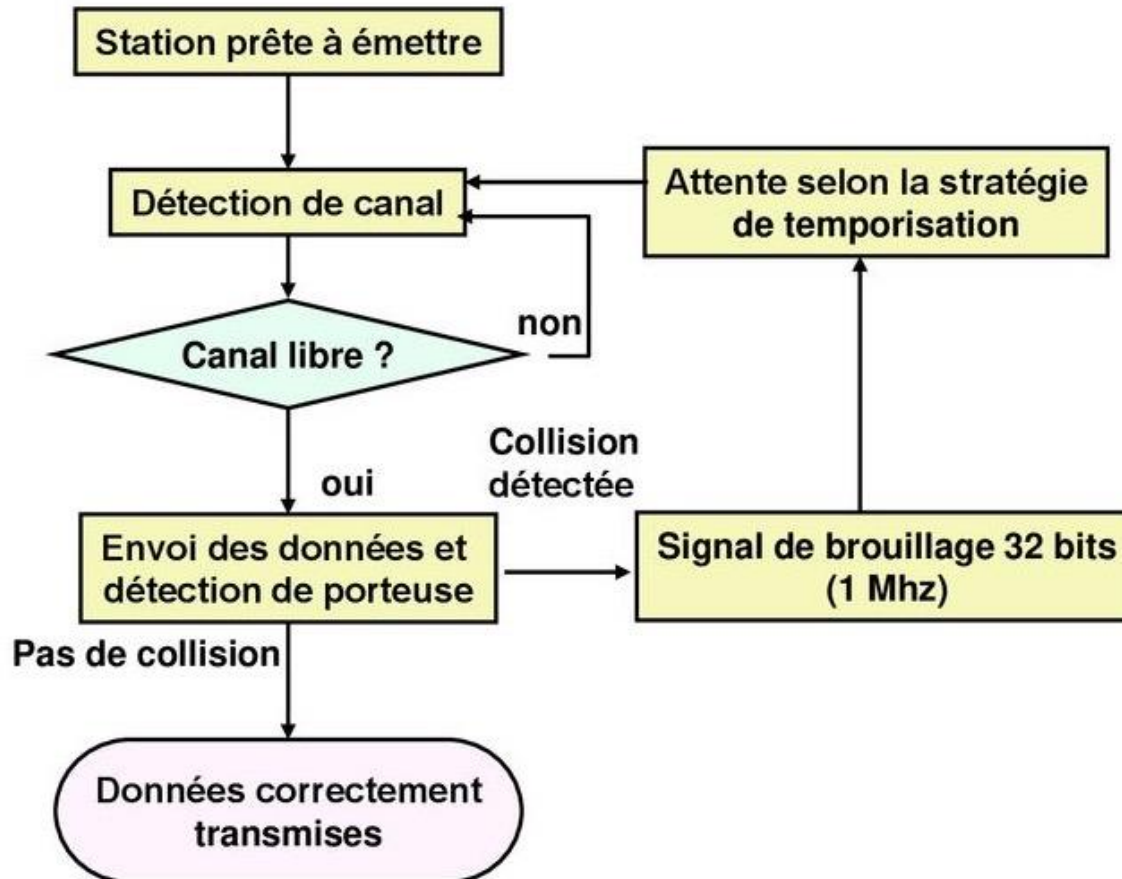 Station prête à émettre
Détection de canal
Attente selon la stratégie
de temporisation
Canal libre ?
non
oui
Collision
détectée
Envoi des données et
détection de porteuse
Signal de brouillage 32 bits
(1 Mhz)
Pas de collision
Données correctement
transmises